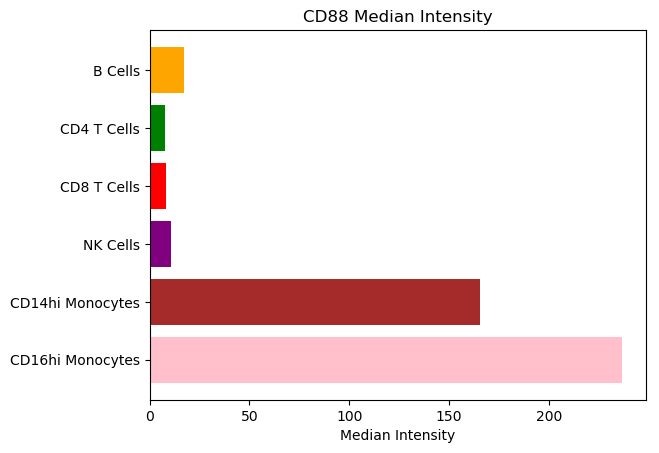 CD88 Median Intensity
B Cells
CD4 T Cells
CD8 T Cells
NK Cells
CD14hi Monocytes
CD16hi Monocytes
0 50 100 150 200
Median Intensity